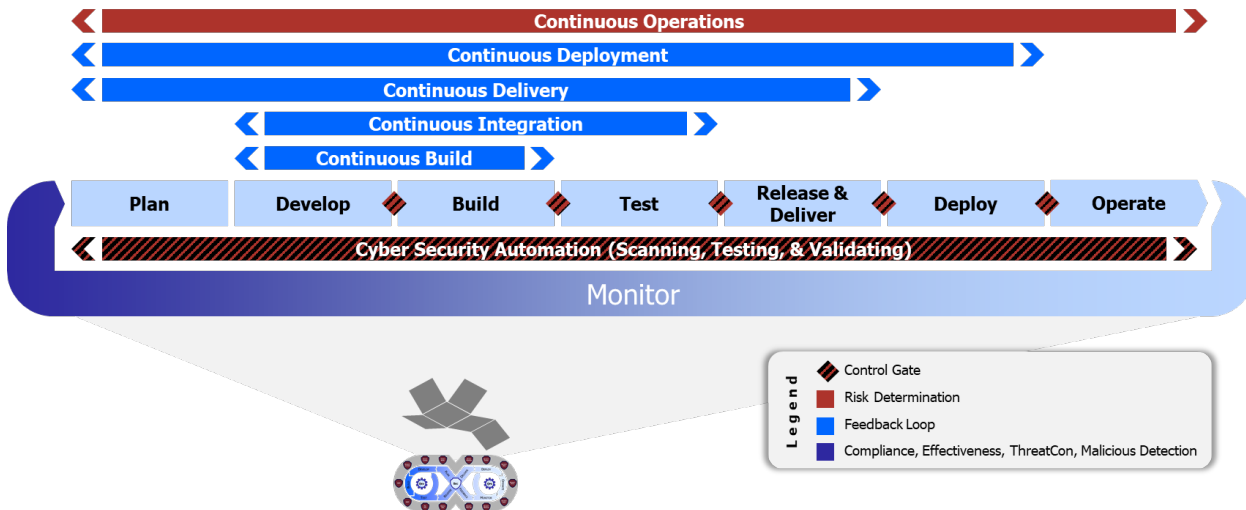 Continuous Operations
Continuous Deployment
Continuous Delivery
Continuous Integration
Continuous Build
Plan
Develop
Build
Test
Release &
Deliver
Deploy
Operate
Cyber Security Automation (Scanning, Testing, & Validating)
Monitor
Legend
Control Gate
Risk Determination
Feedback Loop
Compliance, Effectiveness, ThreatCon, Malicious Detection